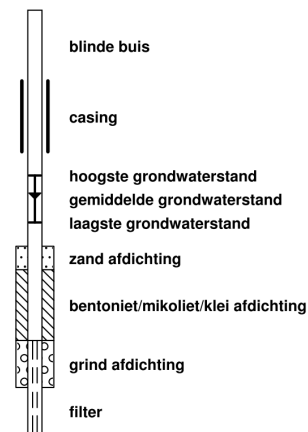 blinde buis
casing
hoogste grondwaterstand
gemiddelde grondwaterstand
laagste grondwaterstand
zand afdichting
bentoniet/mikoliet/klei afdichting
grind afdichting
filter